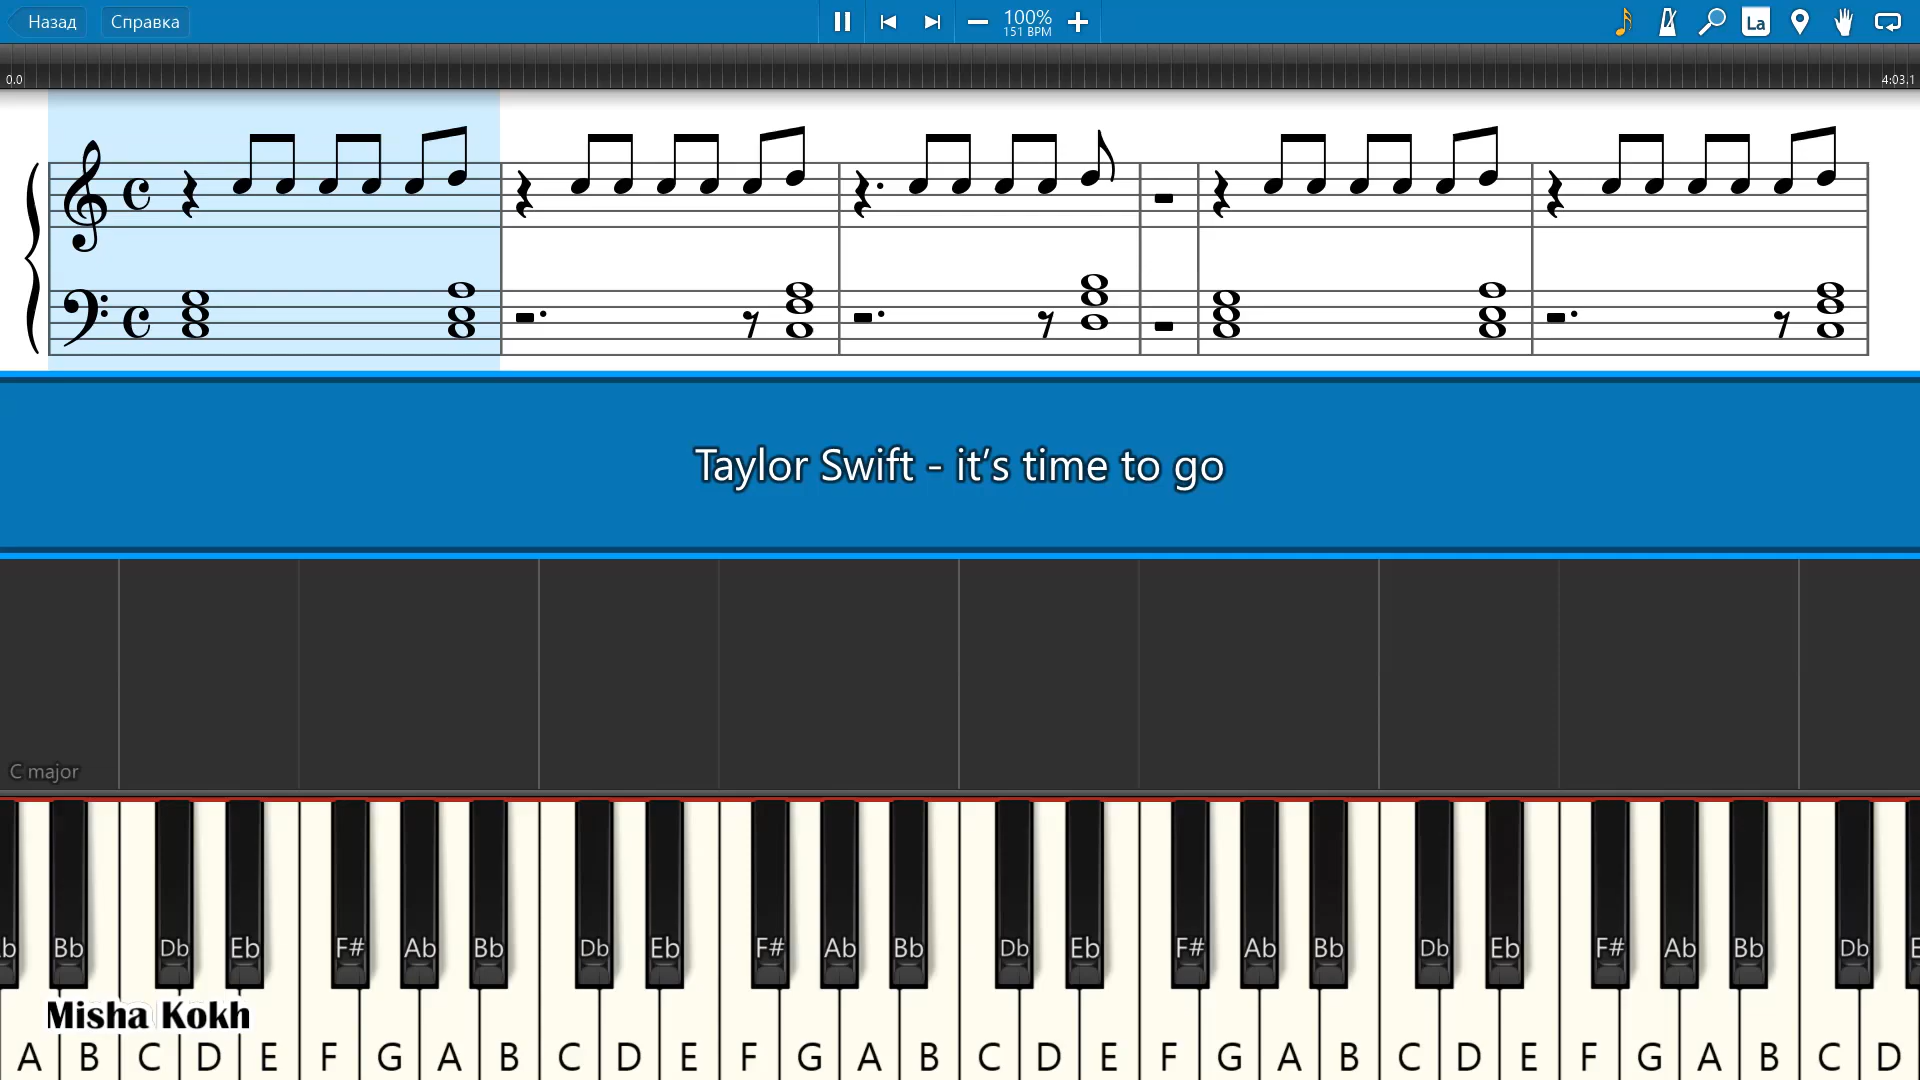 Назад Справка 100% La
151 BPM
0.0 4:03.1
Taylor Swift - it's time to go
C major
b Bb Db Eb F# Ab Bb Db Eb F# Ab Bb Db Eb F# Ab Bb Db Eb F# Ab Bb Db E
Misha Kokh
A B C D E F G A B C D E F G A B C D E F G A B C D E F G A B C D